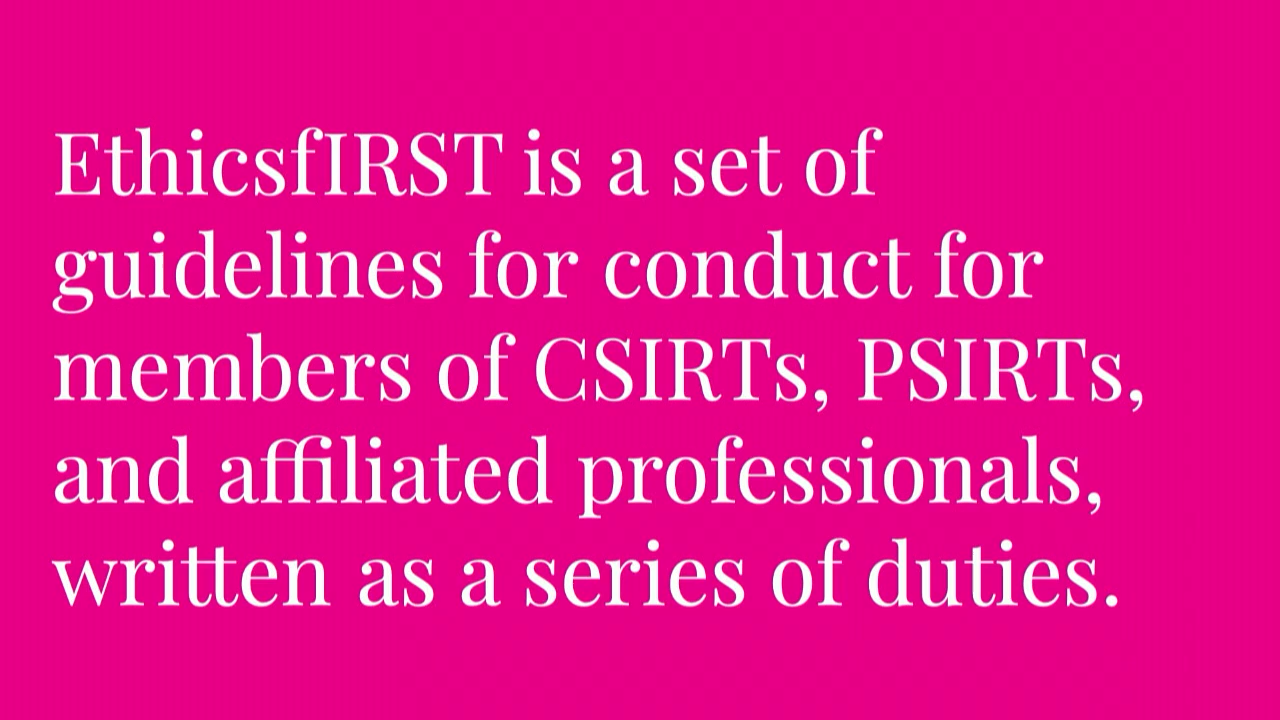 EthicsfIRST is a set of
guidelines for conduct for
members of CSIRTs, PSIRTs,
and affiliated professionals,
written as a series of duties.